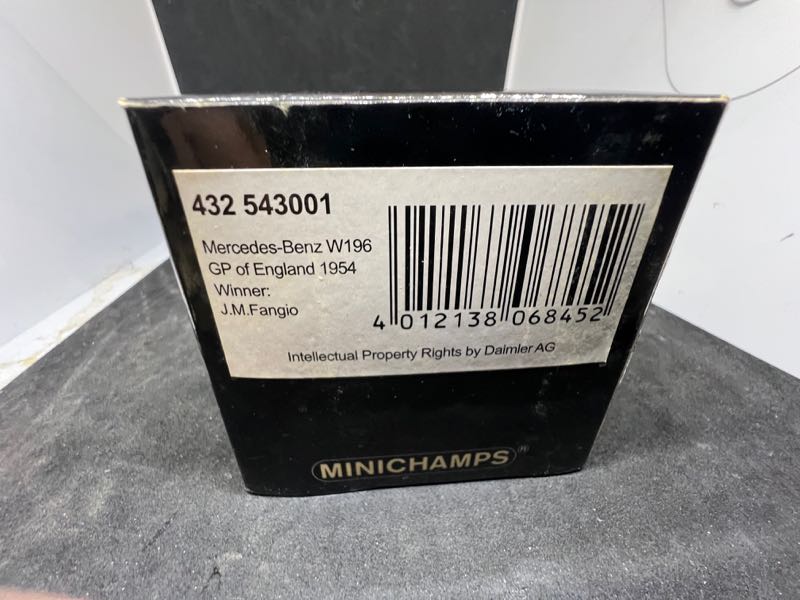 432 543001
Mercedes-Benz W196
GP of England 1954
Winner:
J.M.Fangio
4 012138 068452
Intellectual Property Rights by Daimler AG
MINICHAMPS®